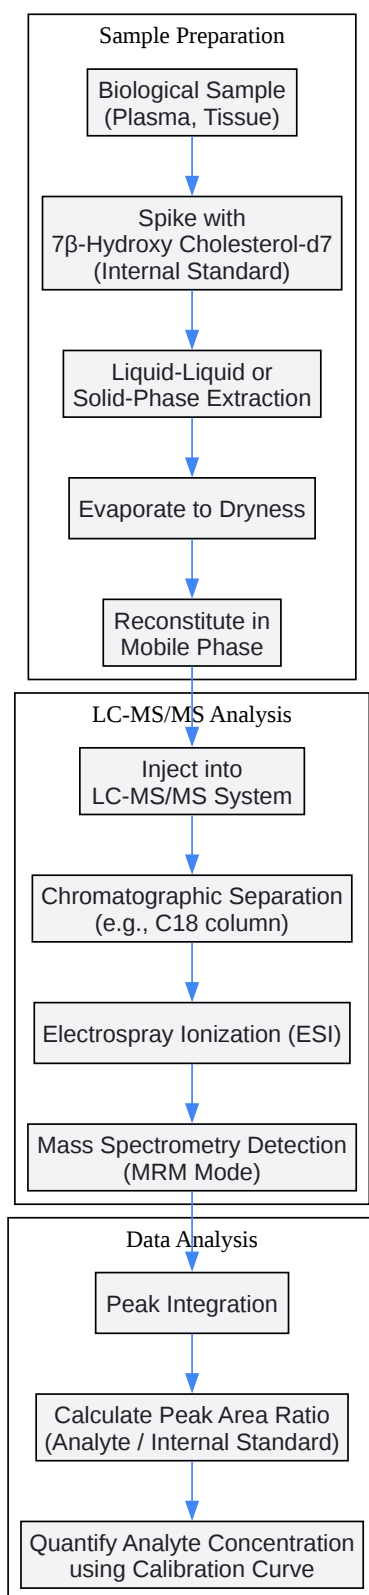 Sample Preparation
Biological Sample
(Plasma, Tissue)
Spike with
7β-Hydroxy Cholesterol-d7
(Internal Standard)
Liquid-Liquid or
Solid-Phase Extraction
Evaporate to Dryness
Reconstitute in
Mobile Phase
LC-MS/MS Analysis
Inject into
LC-MS/MS System
Chromatographic Separation
(e.g., C18 column)
Electrospray Ionization (ESI)
Mass Spectrometry Detection
(MRM Mode)
Data Analysis
Peak Integration
Calculate Peak Area Ratio
(Analyte / Internal Standard)
Quantify Analyte Concentration
using Calibration Curve